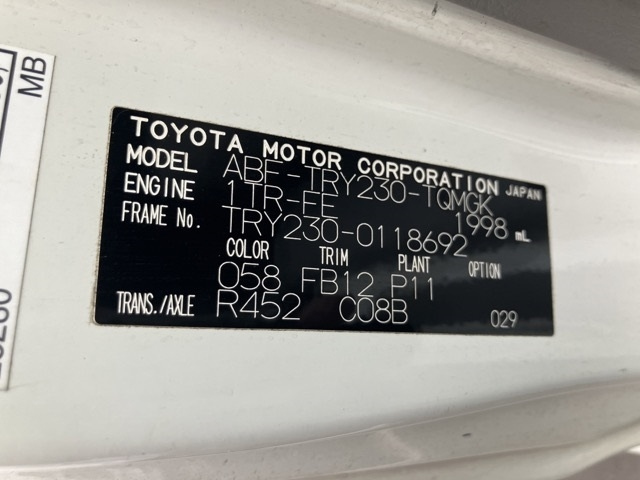 TOYOTA MOTOR CORPORATION JAPAN
MODEL ABF-TRY230-TQMGK
ENGINE 1TR-FE 1998 mL
FRAME No. TRY230-0118692
COLOR TRIM PLANT OPTION
058 FB12 P11
TRANS./AXLE R452 C08B 029
MB